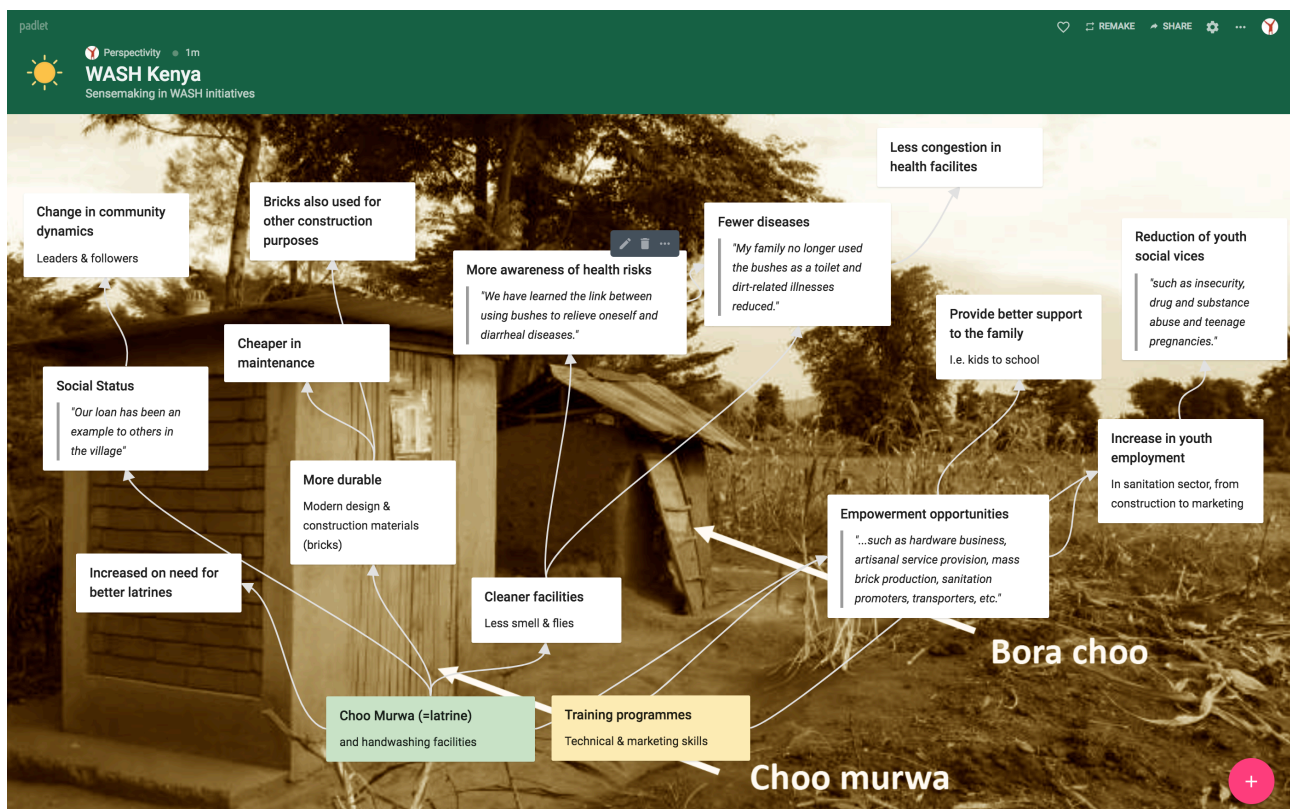 padlet
REMAKE
SHARE
Perspectivity
1m
WASH Kenya
Sensemaking in WASH initiatives
Less congestion in
health facilites
Change in community
dynamics
Leaders & followers
Bricks also used for
other construction
purposes
Fewer diseases
"My family no longer used
the bushes as a toilet and
dirt-related illnesses
reduced."
Reduction of youth
social vices
"such as insecurity,
drug and substance
abuse and teenage
pregnancies."
More awareness of health risks
"We have learned the link between
using bushes to relieve oneself and
diarrheal diseases."
Provide better support
to the family
I.e. kids to school
Cheaper in
maintenance
Social Status
"Our loan has been an
example to others in
the village"
Increase in youth
employment
In sanitation sector, from
construction to marketing
More durable
Modern design &
construction materials
(bricks)
Empowerment opportunities
"...such as hardware business,
artisanal service provision, mass
brick production, sanitation
promoters, transporters, etc."
Increased on need for
better latrines
Cleaner facilities
Less smell & flies
Bora choo
Choo Murwa (=latrine)
and handwashing facilities
Training programmes
Technical & marketing skills
Choo murwa